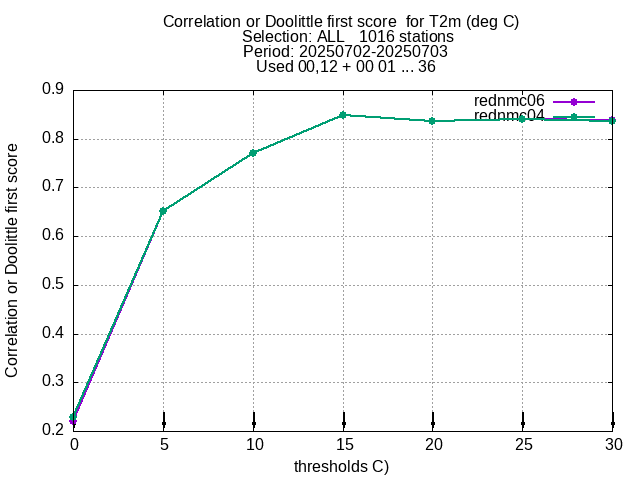 Correlation or Doolittle first score  for T2m (deg C)
Selection: ALL   1016 stations
Period: 20250702-20250703
Used 00,12 + 00 01 ... 36
rednmc06
rednmc04
Correlation or Doolittle first score
0.9
0.8
0.7
0.6
0.5
0.4
0.3
0.2
0 5 10 15 20 25 30
thresholds C)